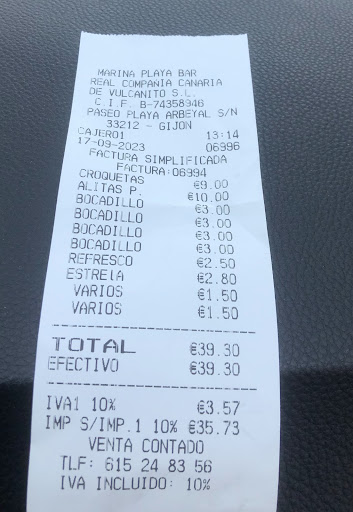 MARINA PLAYA BAR
REAL COMPAÑIA CANARIA
DE VULCANITO S.L.
C.I.F. B-74358946
PASEO PLAYA ARBEYAL S/N
33212 - GIJON
CAJERO1 13:14
17-09-2023 06996
FACTURA SIMPLIFICADA
FACTURA:06994
CROQUETAS €9.00
ALITAS P. €10.00
BOCADILLO €3.00
BOCADILLO €3.00
BOCADILLO €3.00
BOCADILLO €3.00
REFRESCO €2.50
ESTRELA €2.80
VARIOS €1.50
VARIOS €1.50
TOTAL €39.30
EFECTIVO €39.30
IVA1 10% €3.57
IMP S/IMP.1 10% €35.73
VENTA CONTADO
TLF: 615 24 83 56
IVA INCLUIDO: 10%